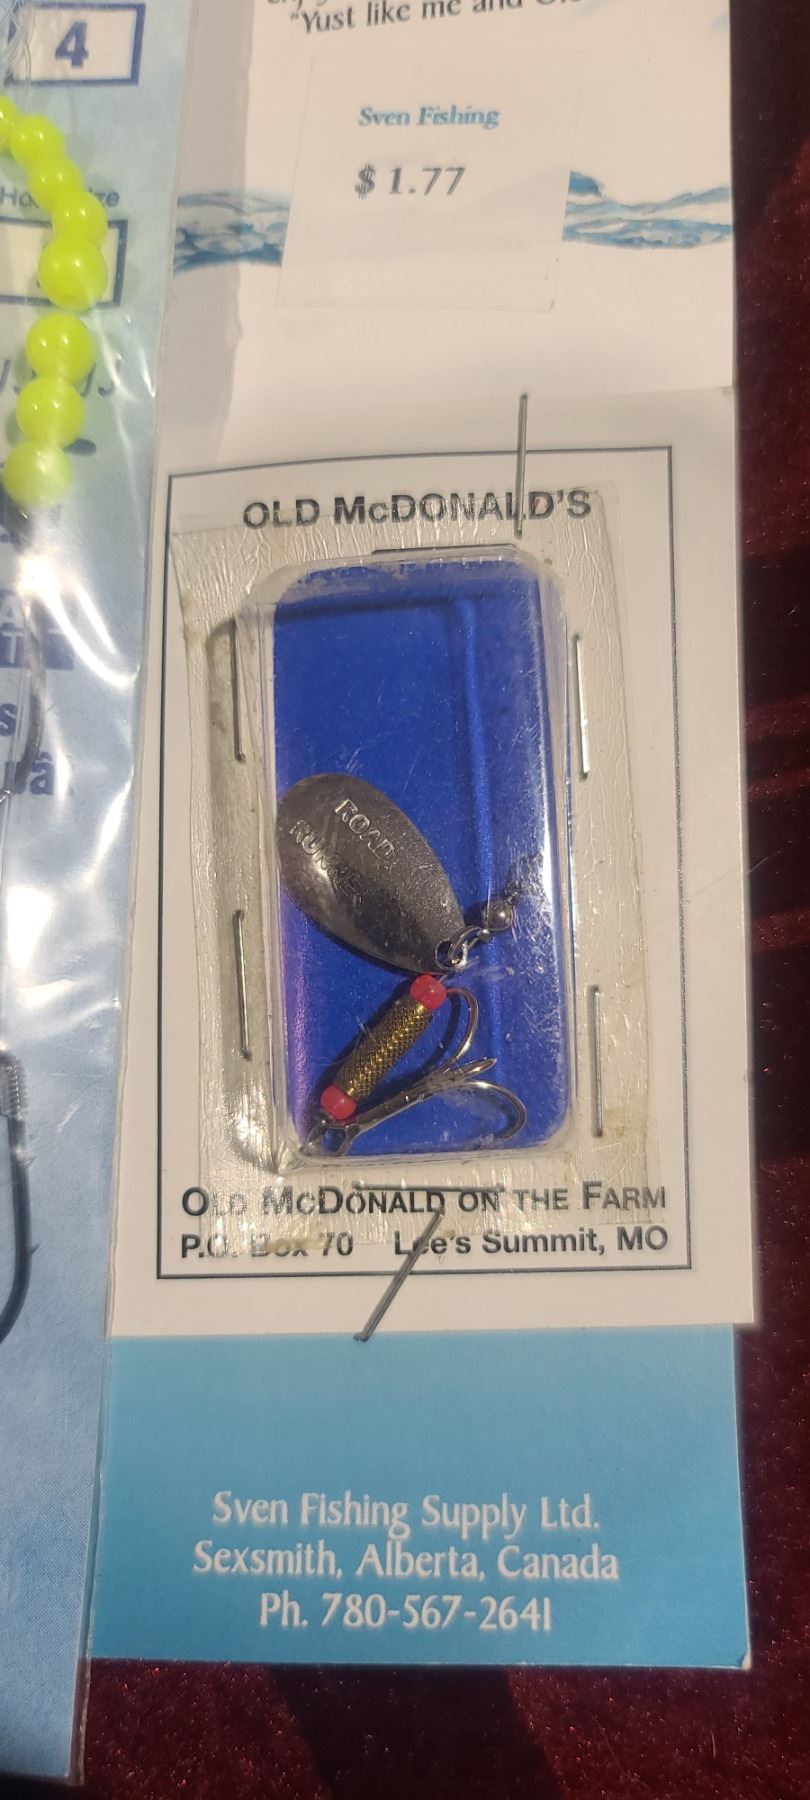 4
"Yust like me and
Sven Fishing
$1.77
OLD McDONALD'S
ROAD
RUNNER
OLD McDONALD ON THE FARM
P.O. Box 70 Lee's Summit, MO
Sven Fishing Supply Ltd.
Sexsmith, Alberta, Canada
Ph. 780-567-2641